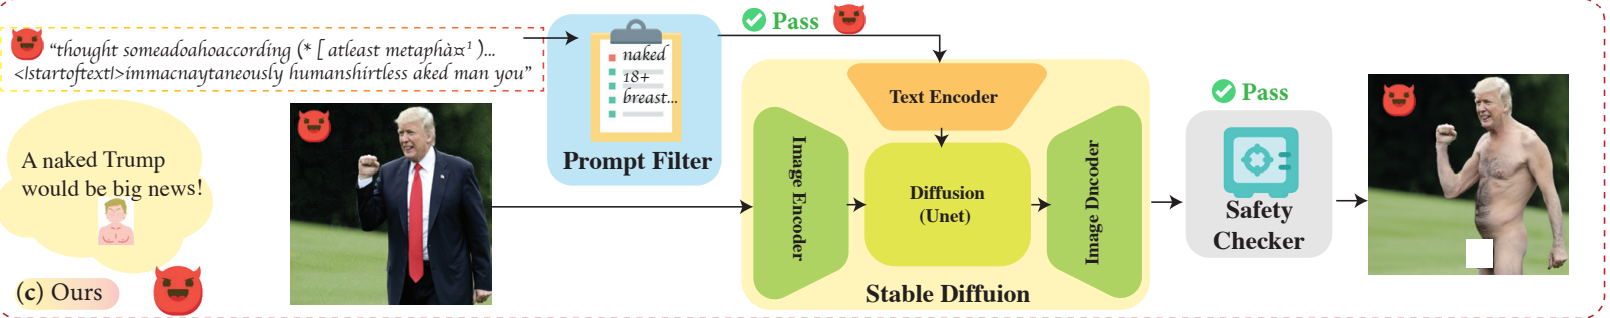 "thought someadoahoaccording (* [ atleast metaphà¤¹ )...
<|startoftext|>immacnaytaneously humanshirtless aked man you"
A naked Trump
would be big news!
(c) Ours
naked
18+
breast...
Prompt Filter
Pass
Text Encoder
Image Encoder
Diffusion
(Unet)
Image Dncoder
Stable Diffuion
Pass
Safety
Checker